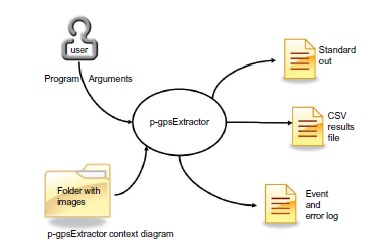 user
Program Arguments
p-gpsExtractor
Standard
out
CSV
results
file
Folder with
images
Event
and
error log
p-gpsExtractor context diagram